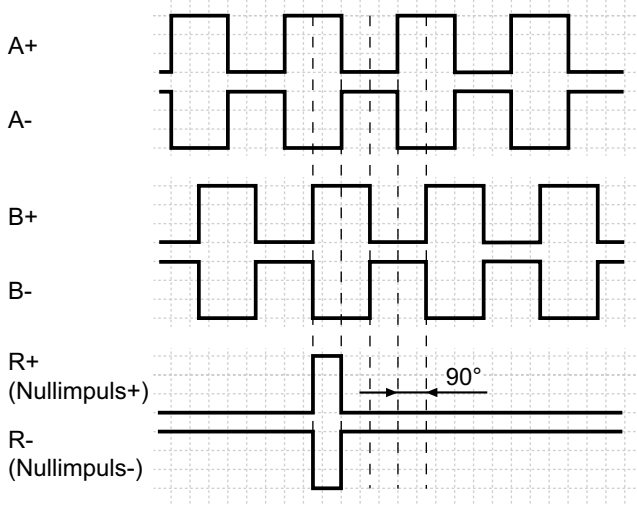 A+
A-
B+
B-
R+
(Nullimpuls+)
90°
R-
(Nullimpuls-)